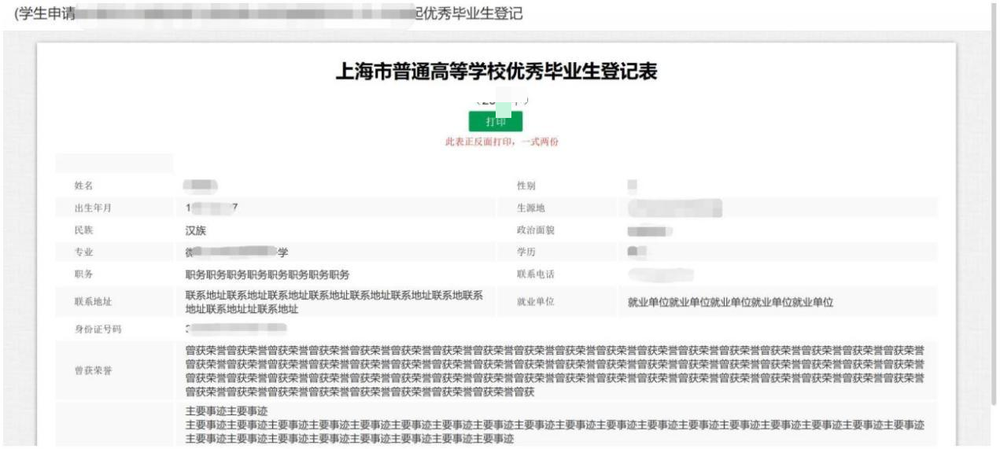 (学生申请 起优秀毕业生登记
上海市普通高等学校优秀毕业生登记表
打印
此表正反面打印，一式两份
姓名 性别
出生年月 1 7 生源地
民族 汉族 政治面貌
专业 微 学 学历
职务 职务职务职务职务职务职务职务职务 联系电话
联系地址 联系地址联系地址联系地址联系地址联系地址联系地址联系地联系
地址联系地址址联系地址
就业单位 就业单位就业单位就业单位就业单位就业单位
身份证号码
曾获荣誉 曾获荣誉曾获荣誉曾获荣誉曾获荣誉曾获荣誉曾获荣誉曾获荣誉曾获荣誉曾获荣誉曾获荣誉曾获荣誉曾获荣誉曾获荣誉曾获荣誉曾获荣誉曾获荣誉曾获荣誉曾获荣誉
曾获荣誉曾获荣誉曾获荣誉曾获荣誉曾获荣誉曾获荣誉曾获荣誉曾获荣誉曾获荣誉曾获荣誉曾获荣誉曾获荣誉曾获荣誉曾获荣誉曾获荣誉曾获荣誉曾获荣誉曾获荣誉
曾获荣誉曾获荣誉曾获荣誉曾获荣誉曾获荣誉曾获荣誉曾获荣誉曾获荣誉曾获荣誉曾获荣誉曾获荣誉曾获荣誉曾获荣誉曾获荣誉曾获荣誉曾获荣誉曾获荣誉曾获荣誉
曾获荣誉曾获荣誉曾获荣誉曾获荣誉曾获荣誉曾获荣誉曾获荣誉曾获荣誉曾获
主要事迹主要事迹
主要事迹主要事迹主要事迹主要事迹主要事迹主要事迹主要事迹主要事迹主要事迹主要事迹主要事迹主要事迹主要事迹主要事迹主要事迹主要事迹主要事迹主要事迹
主要事迹主要事迹主要事迹主要事迹主要事迹主要事迹主要事迹主要事迹